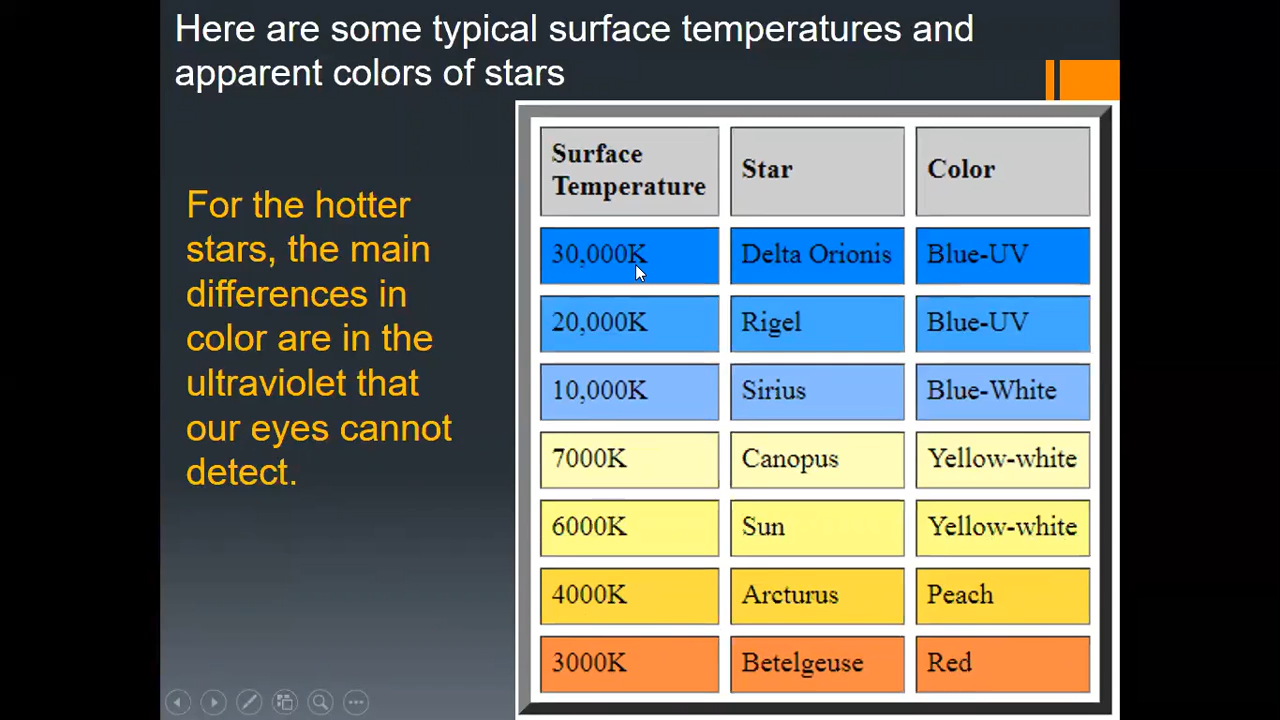 Here are some typical surface temperatures and
apparent colors of stars
For the hotter
stars, the main
differences in
color are in the
ultraviolet that
our eyes cannot
detect.
Surface
Temperature
Star
Color
30,000K
Delta Orionis
Blue-UV
20,000K
Rigel
Blue-UV
10,000K
Sirius
Blue-White
7000K
Canopus
Yellow-white
6000K
Sun
Yellow-white
4000K
Arcturus
Peach
3000K
Betelgeuse
Red